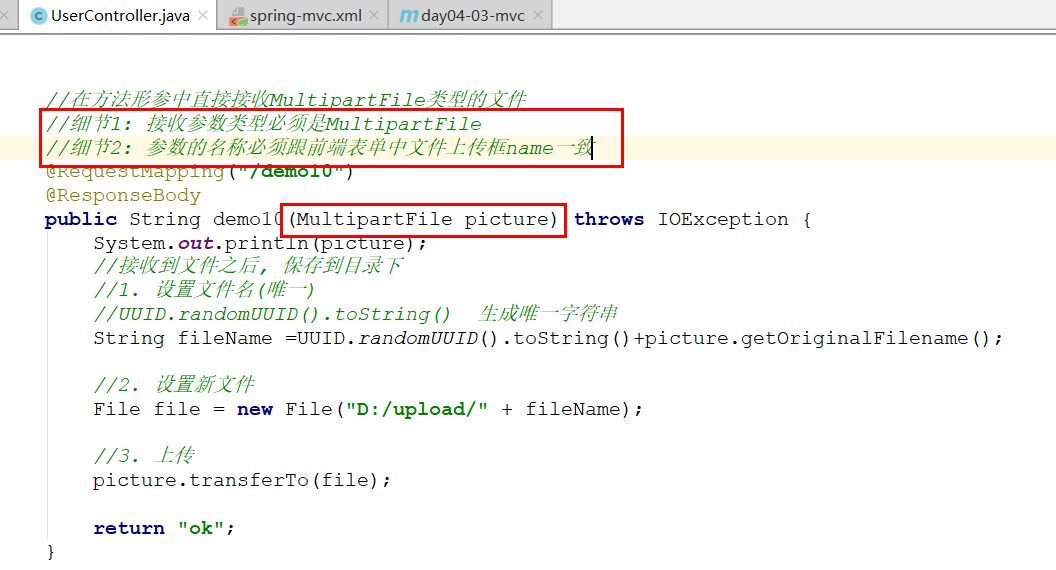 UserController.java
spring-mvc.xml
day04-03-mvc
//在方法形参中直接接收MultipartFile类型的文件
//细节1: 接收参数类型必须是MultipartFile
//细节2: 参数的名称必须跟前端表单中文件上传框name一致
@RequestMapping("/demo10")
@ResponseBody
public String demo10(MultipartFile picture) throws IOException {
System.out.println(picture);
//接收到文件之后, 保存到目录下
//1. 设置文件名(唯一)
//UUID.randomUUID().toString()  生成唯一字符串
String fileName =UUID.randomUUID().toString()+picture.getOriginalFilename();
//2. 设置新文件
File file = new File("D:/upload/" + fileName);
//3. 上传
picture.transferTo(file);
return "ok";
}